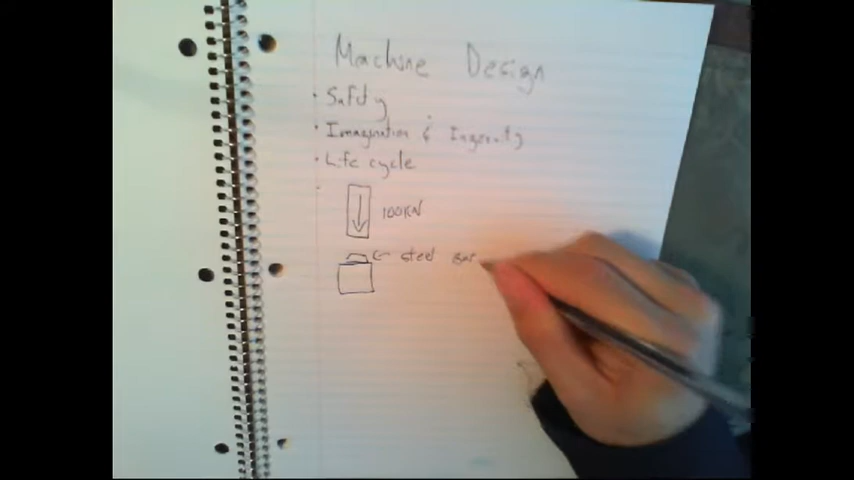 Machine Design
• Safety
• Imagination & Ingenuity
• Life cycle
100KN
← steel Bar